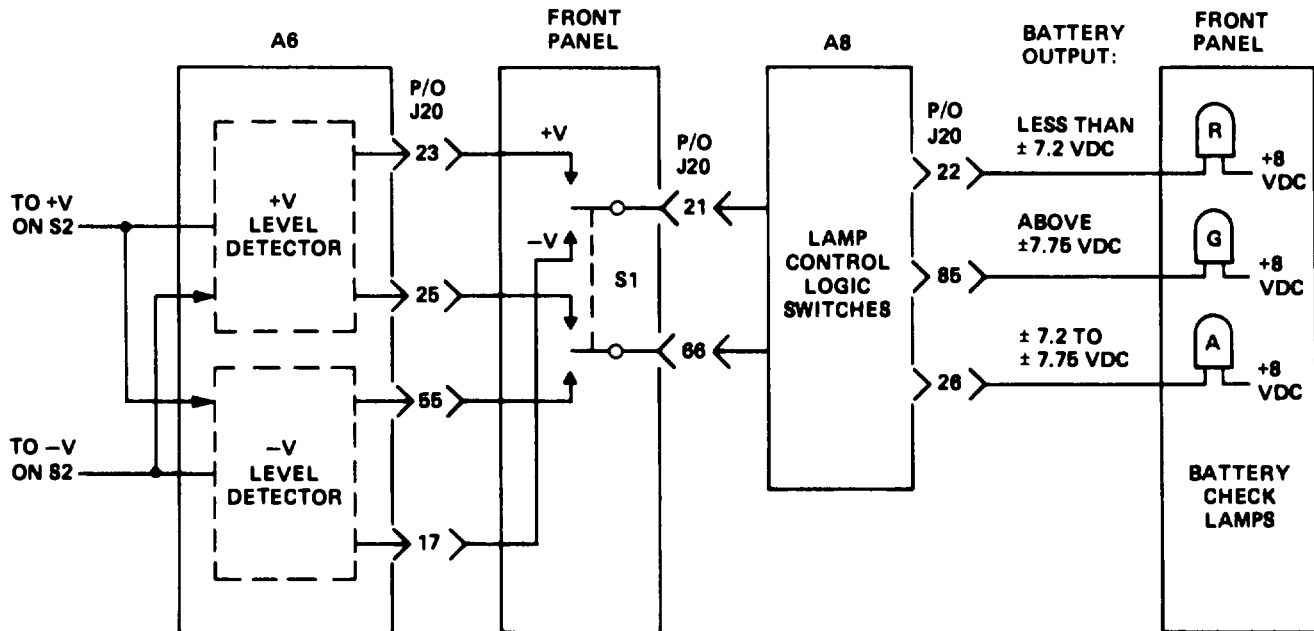 A6
P/O
J20
TO +V
ON S2
+V
LEVEL
DETECTOR
23
25
TO −V
ON S2
−V
LEVEL
DETECTOR
55
17
FRONT
PANEL
+V
−V
S1
P/O
J20
21
66
A8
LAMP
CONTROL
LOGIC
SWITCHES
P/O
J20
22
85
26
BATTERY
OUTPUT:
LESS THAN
± 7.2 VDC
ABOVE
±7.75 VDC
± 7.2 TO
± 7.75 VDC
FRONT
PANEL
R
+8
VDC
G
+8
VDC
A
+8
VDC
BATTERY
CHECK
LAMPS